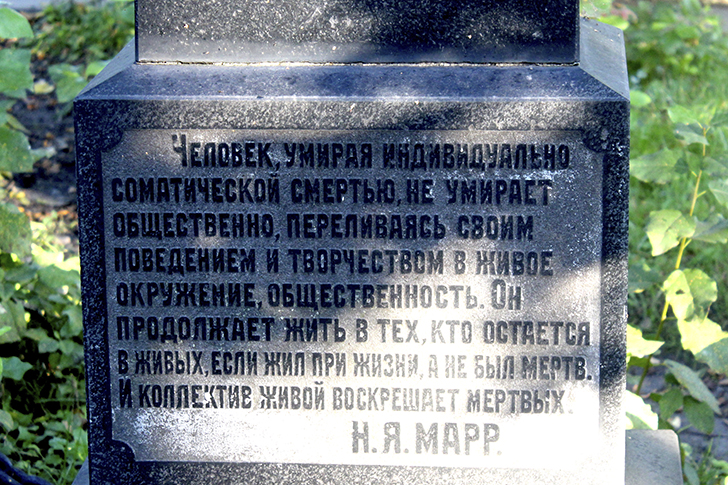 Человек, умирая индивидуально
соматической смертью, не умирает
общественно, переливаясь своим
поведением и творчеством в живое
окружение, общественность. Он
продолжает жить в тех, кто остается
в живых, если жил при жизни, а не был мертв.
И коллектив живой воскрешает мертвых.
Н. Я. МАРР.